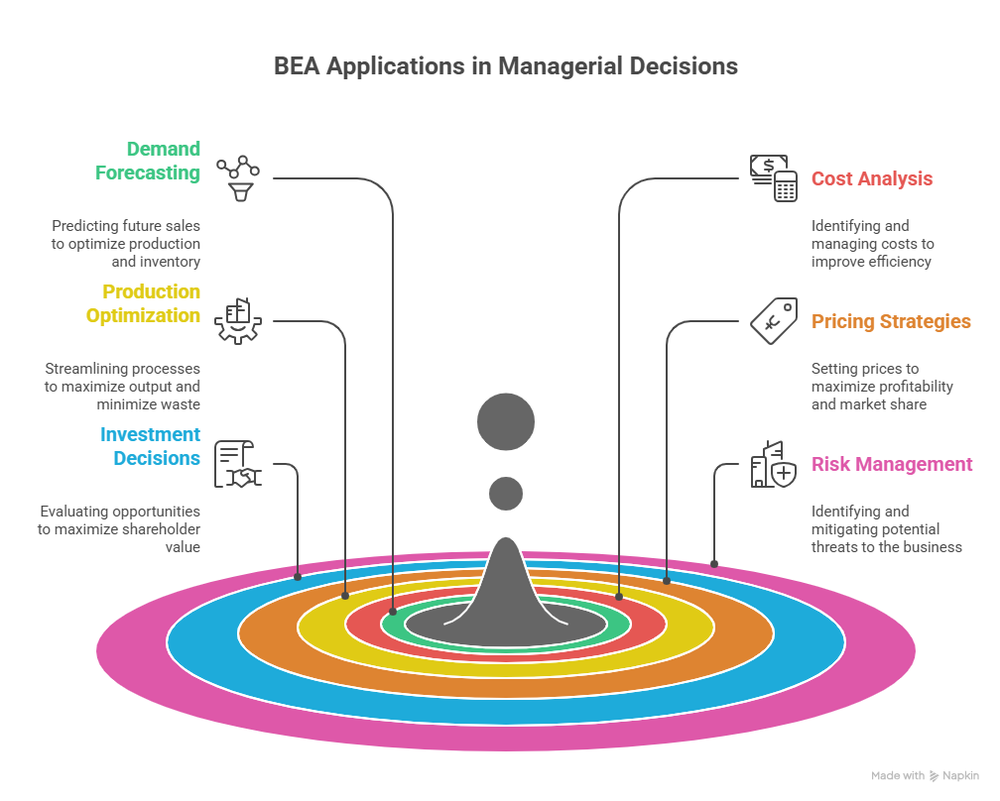 BEA Applications in Managerial Decisions
Demand
Forecasting
Predicting future sales
to optimize production
and inventory
Production
Optimization
Streamlining processes
to maximize output and
minimize waste
Investment
Decisions
Evaluating opportunities
to maximize shareholder
value
$
Cost Analysis
Identifying and
managing costs to
improve efficiency
Pricing Strategies
Setting prices to
maximize profitability
and market share
Risk Management
Identifying and
mitigating potential
threats to the business
Made with Napkin